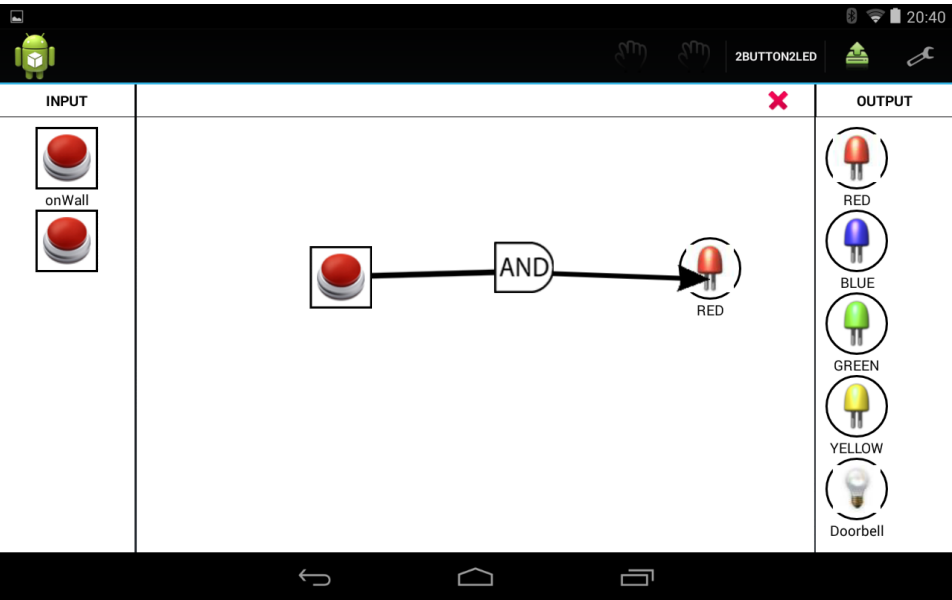 20:40
2BUTTON2LED
INPUT
OUTPUT
onWall
AND
RED
RED
BLUE
GREEN
YELLOW
Doorbell